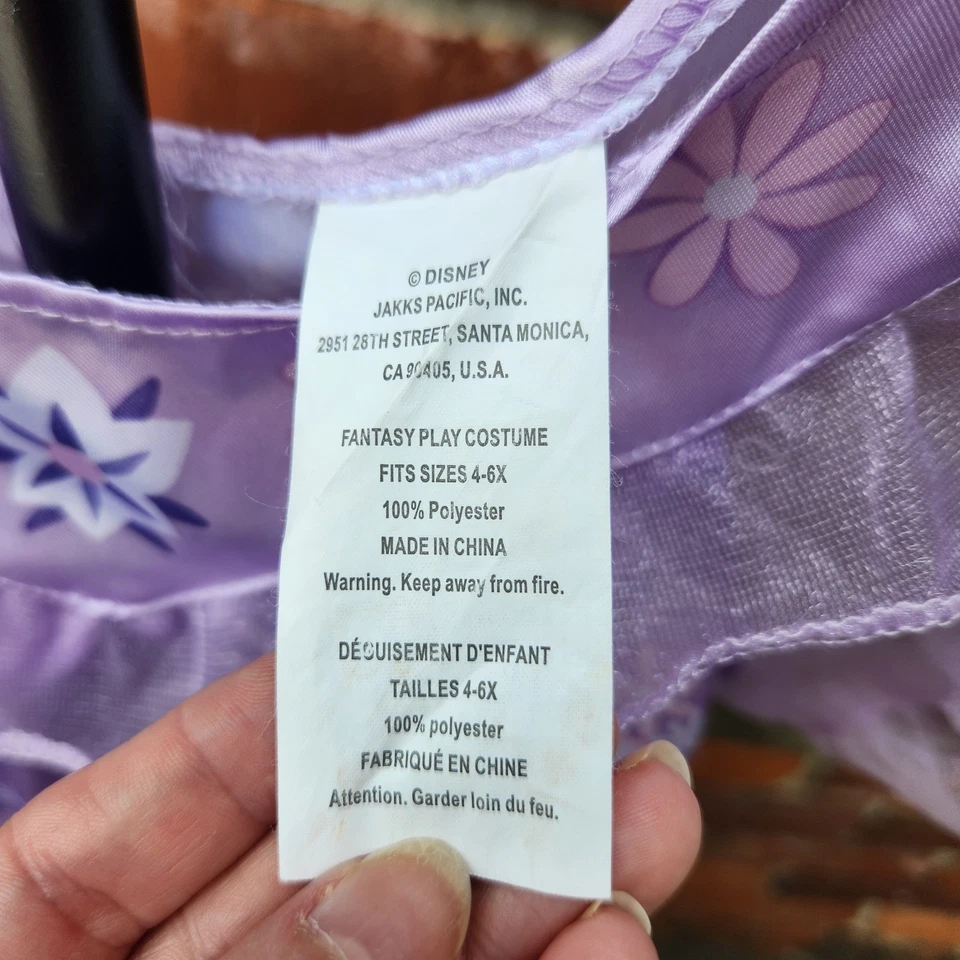 © DISNEY
JAKKS PACIFIC, INC.
2951 28TH STREET, SANTA MONICA,
CA 90405, U.S.A.
FANTASY PLAY COSTUME
FITS SIZES 4-6X
100% Polyester
MADE IN CHINA
Warning. Keep away from fire.
DÉGUISEMENT D'ENFANT
TAILLES 4-6X
100% polyester
FABRIQUÉ EN CHINE
Attention. Garder loin du feu.